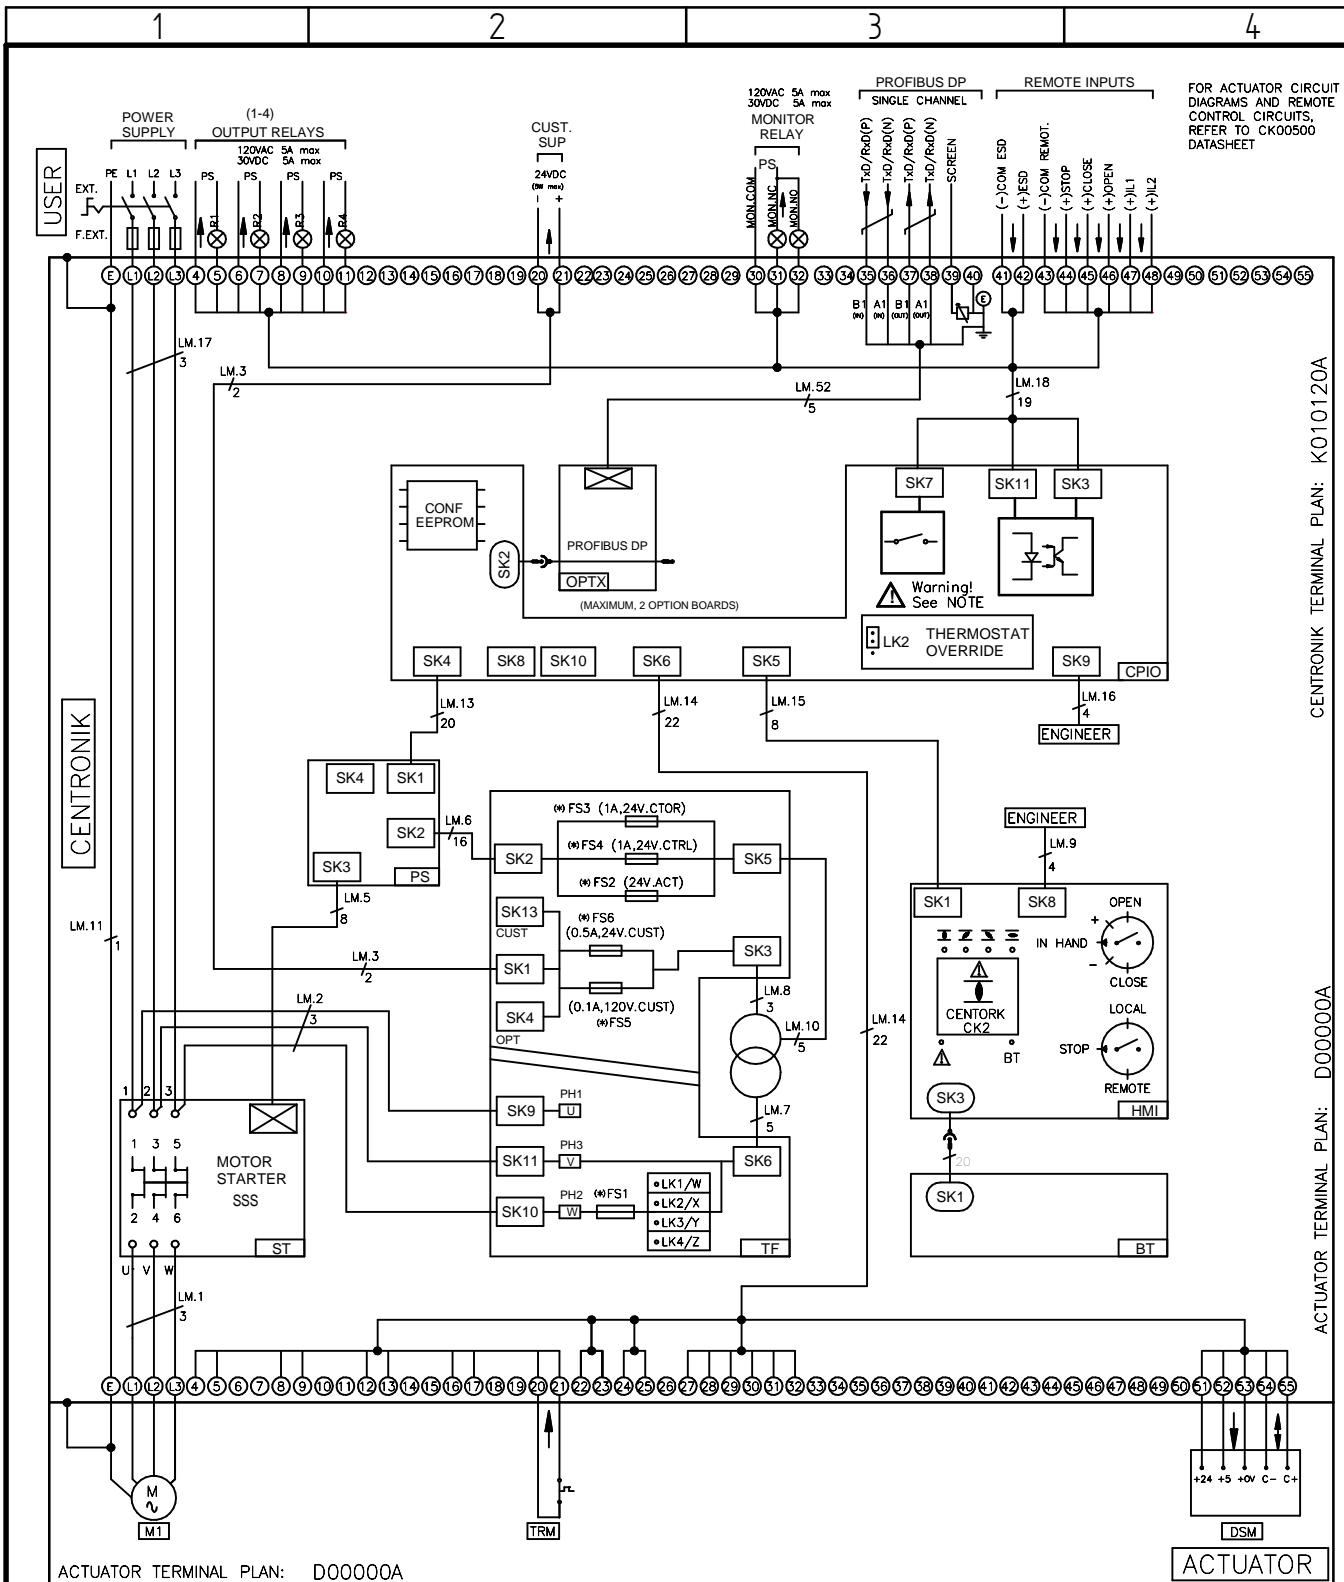 1 2 3 4
POWER
SUPPLY
(1-4)
OUTPUT RELAYS
120VAC 5A max
30VDC 5A max
CUST.
SUP
24VDC
(5W max)
- +
120VAC 5A max
30VDC 5A max
MONITOR
RELAY
PS
PROFIBUS DP
SINGLE CHANNEL
REMOTE INPUTS
FOR ACTUATOR CIRCUIT
DIAGRAMS AND REMOTE
CONTROL CIRCUITS,
REFER TO CK00500
DATASHEET
USER
PE L1 L2 L3
EXT.
F.EXT.
PS PS PS PS
R1 R2 R3 R4
MON.COM
MON.NC
MON.NO
TxD/RxD(P)
TxD/RxD(N)
TxD/RxD(P)
TxD/RxD(N)
SCREEN
(-)COM ESD
(+)ESD
(-)COM REMOT.
(+)STOP
(+)CLOSE
(+)OPEN
(+)IL1
(+)IL2
E L1 L2 L3 4 5 6 7 8 9 10 11 12 13 14 15 16 17 18 19 20 21 22 23 24 25 26 27 28 29 30 31 32 33 34 35 36 37 38 39 40 41 42 43 44 45 46 47 48 49 50 51 52 53 54 55
B1 A1 B1 A1
(IN) (IN) (OUT) (OUT)
E
LM.17
3
LM.3
2
LM.52
5
LM.18
19
CENTRONIK TERMINAL PLAN: K010120A
CONF
EEPROM
SK2
PROFIBUS DP
OPTX
(MAXIMUM, 2 OPTION BOARDS)
SK7
SK11
SK3
Warning!
See NOTE
LK2
THERMOSTAT
OVERRIDE
SK4
SK8
SK10
SK6
SK5
SK9
CPIO
LM.13
20
LM.14
22
LM.15
8
LM.16
4
ENGINEER
CENTRONIK
SK4
SK1
SK2
SK3
PS
LM.6
16
LM.5
8
(*)FS3 (1A,24V.CTOR)
(*)FS4 (1A,24V.CTRL)
(*)FS2 (24V.ACT)
SK2
SK5
SK13
CUST
(*)FS6
(0.5A,24V.CUST)
SK3
SK1
LM.3
2
(0.1A,120V.CUST)
(*)FS5
SK4
OPT
LM.8
3
LM.10
5
LM.14
22
LM.7
5
LM.11
1
LM.2
3
ENGINEER
LM.9
4
SK1
SK8
OPEN
+
IN HAND
-
CLOSE
CENTORK
CK2
BT
LOCAL
STOP
REMOTE
SK3
HMI
20
SK1
BT
1 2 3
1 3 5
2 4 6
MOTOR
STARTER
SSS
ST
U V W
SK9
PH1
U
SK11
PH3
V
SK6
SK10
PH2
W
(*)FS1
LK1/W
LK2/X
LK3/Y
LK4/Z
TF
LM.1
3
ACTUATOR TERMINAL PLAN: D00000A
E L1 L2 L3 4 5 6 7 8 9 10 11 12 13 14 15 16 17 18 19 20 21 22 23 24 25 26 27 28 29 30 31 32 33 34 35 36 37 38 39 40 41 42 43 44 45 46 47 48 49 50 51 52 53 54 55
M
M1
TRM
+24 +5 +0V C- C+
DSM
ACTUATOR TERMINAL PLAN: D00000A
ACTUATOR